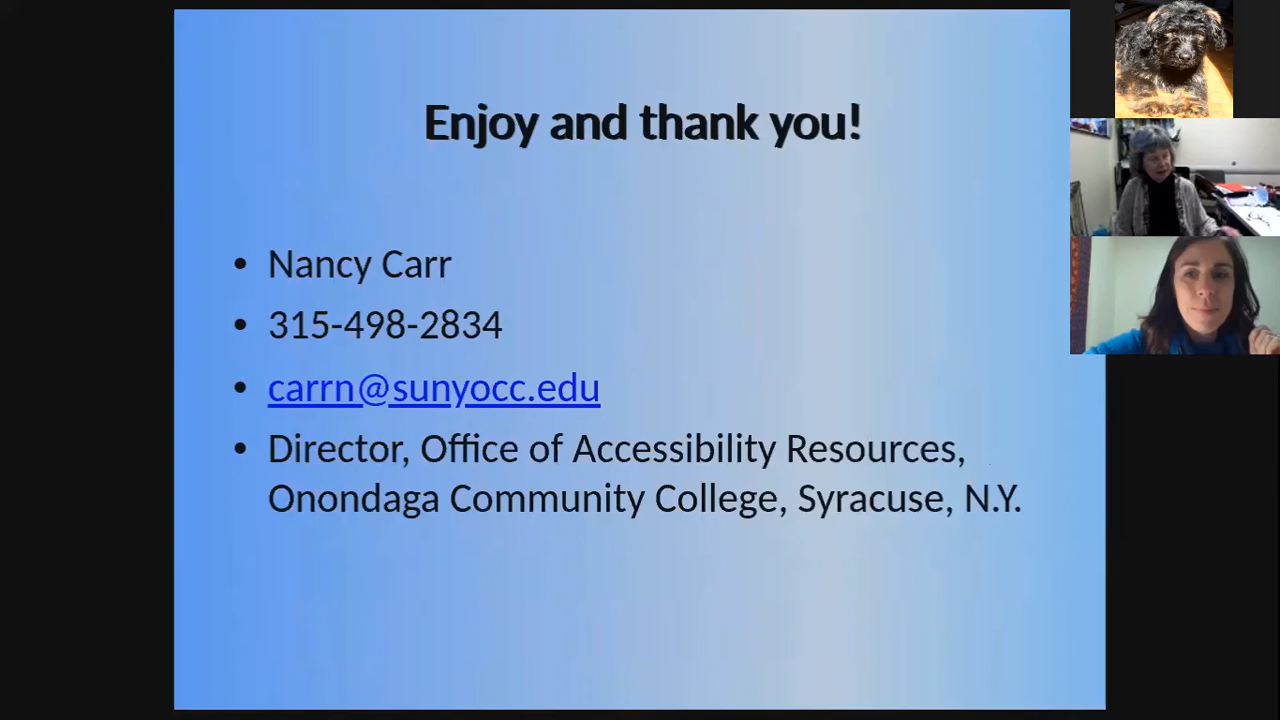 Enjoy and thank you!
• Nancy Carr
• 315-498-2834
• carrn@sunyocc.edu
• Director, Office of Accessibility Resources,
Onondaga Community College, Syracuse, N.Y.